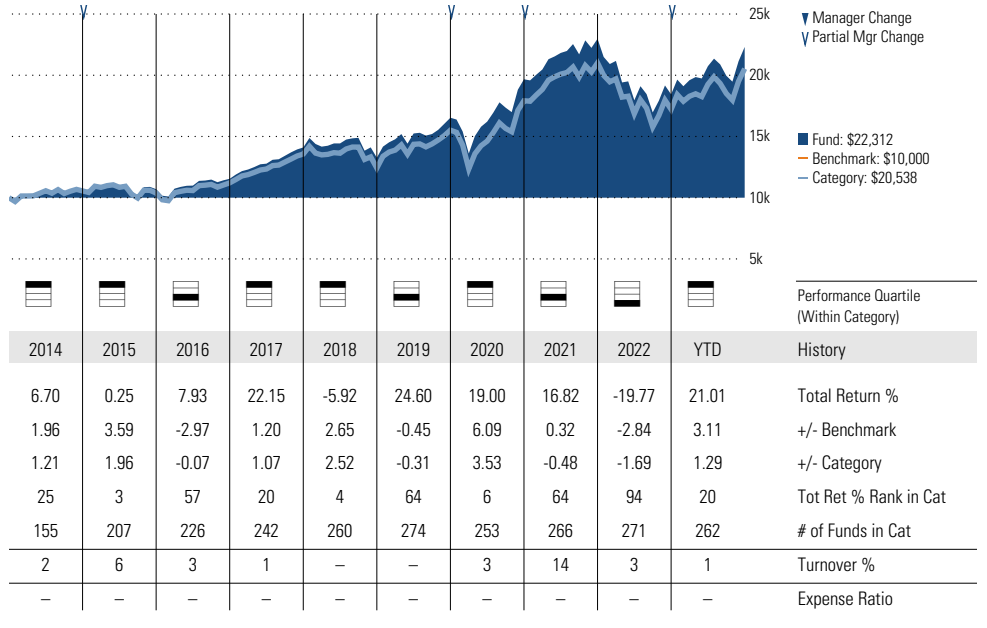 25k
20k
15k
10k
5k
Manager Change
Partial Mgr Change
Fund: $22,312
Benchmark: $10,000
Category: $20,538
Performance Quartile
(Within Category)
2014 2015 2016 2017 2018 2019 2020 2021 2022 YTD History
6.70 0.25 7.93 22.15 -5.92 24.60 19.00 16.82 -19.77 21.01 Total Return %
1.96 3.59 -2.97 1.20 2.65 -0.45 6.09 0.32 -2.84 3.11 +/- Benchmark
1.21 1.96 -0.07 1.07 2.52 -0.31 3.53 -0.48 -1.69 1.29 +/- Category
25 3 57 20 4 64 6 64 94 20 Tot Ret % Rank in Cat
155 207 226 242 260 274 253 266 271 262 # of Funds in Cat
2 6 3 1 – – 3 14 3 1 Turnover %
– – – – – – – – – – Expense Ratio